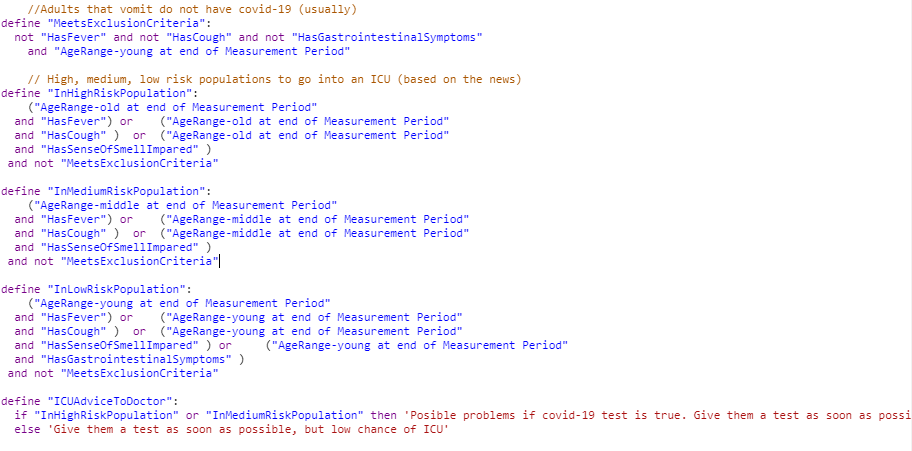 //Adults that vomit do not have covid-19 (usually)
define "MeetsExclusionCriteria":
not "HasFever" and not "HasCough" and not "HasGastrointestinalSymptoms"
and "AgeRange-young at end of Measurement Period"
// High, medium, low risk populations to go into an ICU (based on the news)
define "InHighRiskPopulation":
("AgeRange-old at end of Measurement Period"
and "HasFever") or ("AgeRange-old at end of Measurement Period"
and "HasCough" ) or ("AgeRange-old at end of Measurement Period"
and "HasSenseOfSmellImpared" )
and not "MeetsExclusionCriteria"
define "InMediumRiskPopulation":
("AgeRange-middle at end of Measurement Period"
and "HasFever") or ("AgeRange-middle at end of Measurement Period"
and "HasCough" ) or ("AgeRange-middle at end of Measurement Period"
and "HasSenseOfSmellImpared" )
and not "MeetsExclusionCriteria"
define "InLowRiskPopulation":
("AgeRange-young at end of Measurement Period"
and "HasFever") or ("AgeRange-young at end of Measurement Period"
and "HasCough" ) or ("AgeRange-young at end of Measurement Period"
and "HasSenseOfSmellImpared" ) or ("AgeRange-young at end of Measurement Period"
and "HasGastrointestinalSymptoms" )
and not "MeetsExclusionCriteria"
define "ICUAdviceToDoctor":
if "InHighRiskPopulation" or "InMediumRiskPopulation" then 'Posible problems if covid-19 test is true. Give them a test as soon as possi
else 'Give them a test as soon as possible, but low chance of ICU'